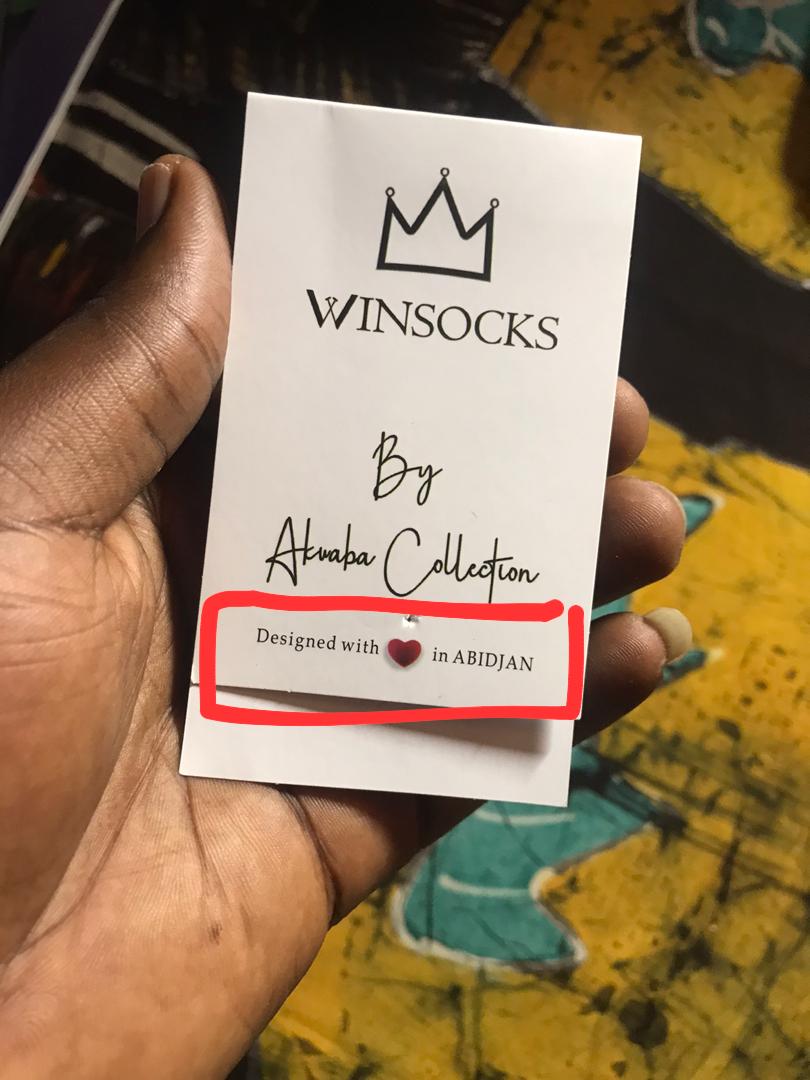 WINSOCKS
By
Akwaba Collection
Designed with ❤ in ABIDJAN